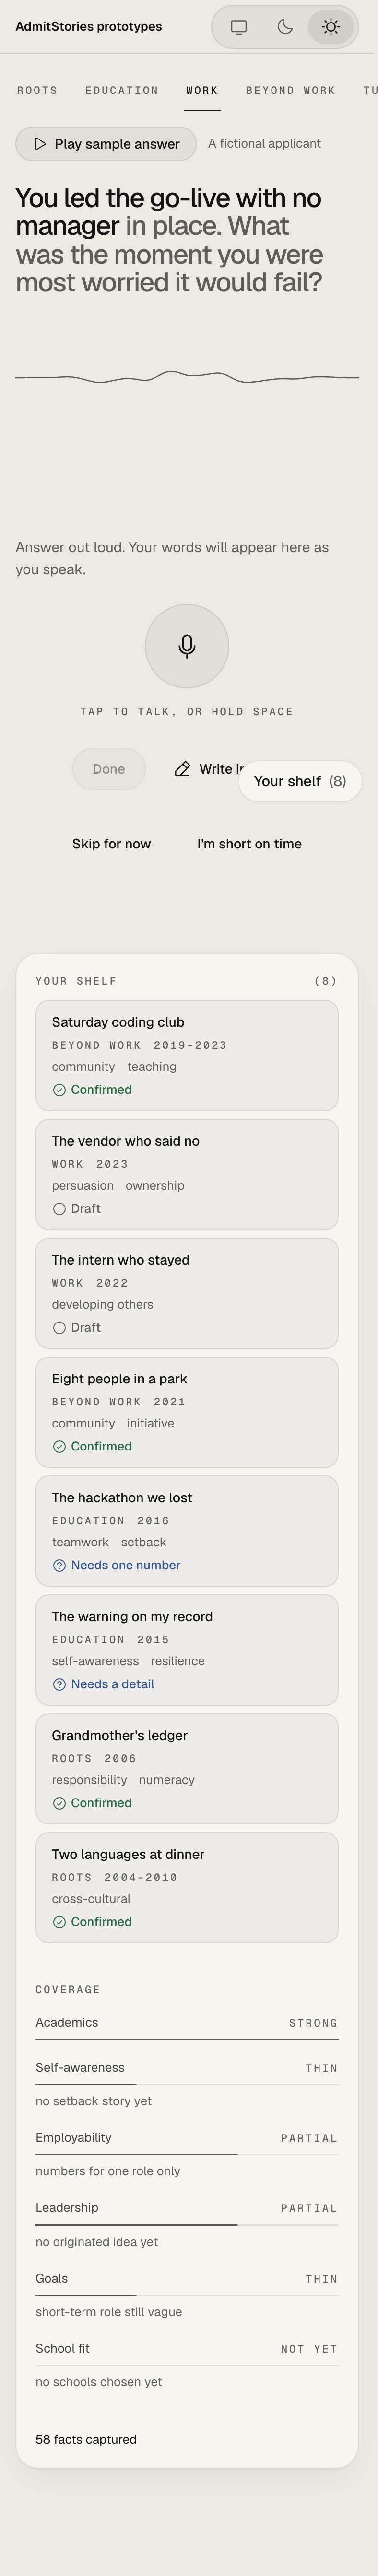 AdmitStories prototypes
ROOTS EDUCATION WORK BEYOND WORK TU
Play sample answer A fictional applicant
You led the go-live with no
manager in place. What
was the moment you were
most worried it would fail?
Answer out loud. Your words will appear here as
you speak.
TAP TO TALK, OR HOLD SPACE
Done Write in
Your shelf (8)
Skip for now I'm short on time
YOUR SHELF (8)
Saturday coding club
BEYOND WORK 2019–2023
community teaching
Confirmed
The vendor who said no
WORK 2023
persuasion ownership
Draft
The intern who stayed
WORK 2022
developing others
Draft
Eight people in a park
BEYOND WORK 2021
community initiative
Confirmed
The hackathon we lost
EDUCATION 2016
teamwork setback
Needs one number
The warning on my record
EDUCATION 2015
self-awareness resilience
Needs a detail
Grandmother's ledger
ROOTS 2006
responsibility numeracy
Confirmed
Two languages at dinner
ROOTS 2004–2010
cross-cultural
Confirmed
COVERAGE
Academics STRONG
Self-awareness THIN
no setback story yet
Employability PARTIAL
numbers for one role only
Leadership PARTIAL
no originated idea yet
Goals THIN
short-term role still vague
School fit NOT YET
no schools chosen yet
58 facts captured